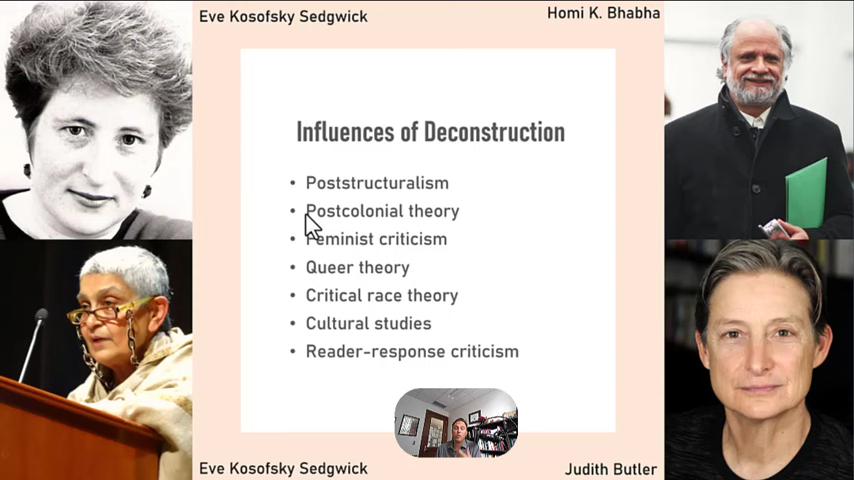 Eve Kosofsky Sedgwick
Homi K. Bhabha
Influences of Deconstruction
• Poststructuralism
• Postcolonial theory
• Feminist criticism
• Queer theory
• Critical race theory
• Cultural studies
• Reader-response criticism
Eve Kosofsky Sedgwick
Judith Butler